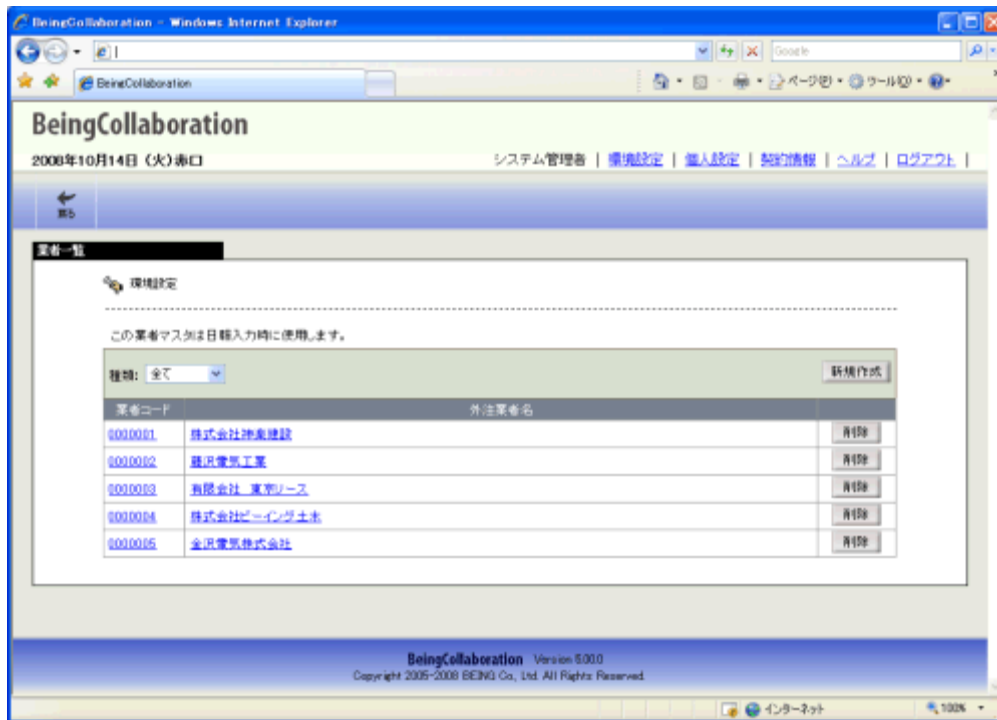 BeingCollaboration - Windows Internet Explorer
Google
BeingCollaboration
ページ(P)
ツール(O)
BeingCollaboration
2008年10月14日（火）赤口
システム管理者 | 環境設定 | 個人設定 | 契約情報 | ヘルプ | ログアウト |
戻る
業者一覧
環境設定
この業者マスタは日報入力時に使用します。
種類: 全て
新規作成
業者コード 外注業者名
0000001 株式会社神楽建設 削除
0000002 藤沢電気工業 削除
0000003 有限会社 東京リース 削除
0000004 株式会社ビーイング土木 削除
0000005 金沢電気株式会社 削除
BeingCollaboration Version 6.00.0
Copyright 2005-2008 BEING Co., Ltd. All Rights Reserved.
インターネット
100%